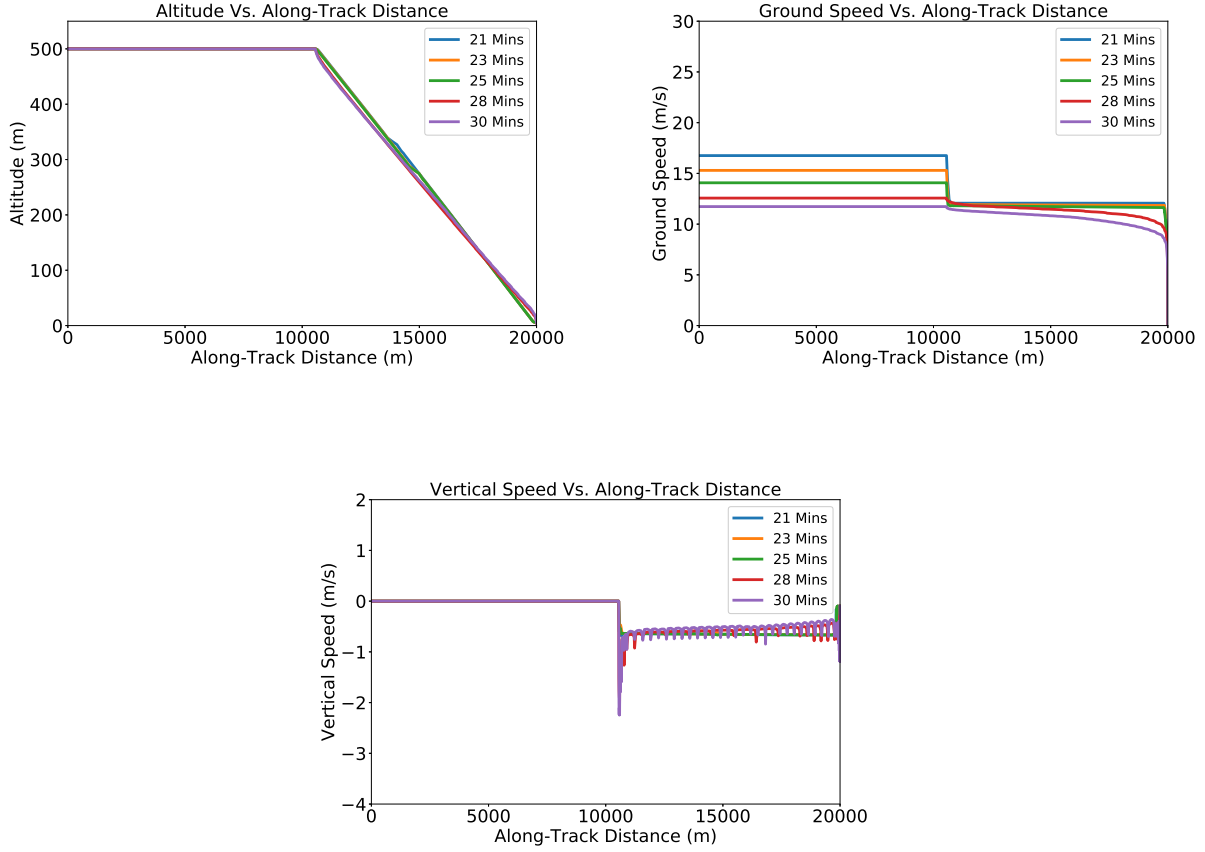 Altitude Vs. Along-Track Distance
500
400
300
200
100
0
Altitude (m)
21 Mins
23 Mins
25 Mins
28 Mins
30 Mins
0 5000 10000 15000 20000
Along-Track Distance (m)
Ground Speed Vs. Along-Track Distance
30
25
20
15
10
5
0
Ground Speed (m/s)
21 Mins
23 Mins
25 Mins
28 Mins
30 Mins
0 5000 10000 15000 20000
Along-Track Distance (m)
Vertical Speed Vs. Along-Track Distance
2
1
0
−1
−2
−3
−4
Vertical Speed (m/s)
21 Mins
23 Mins
25 Mins
28 Mins
30 Mins
0 5000 10000 15000 20000
Along-Track Distance (m)